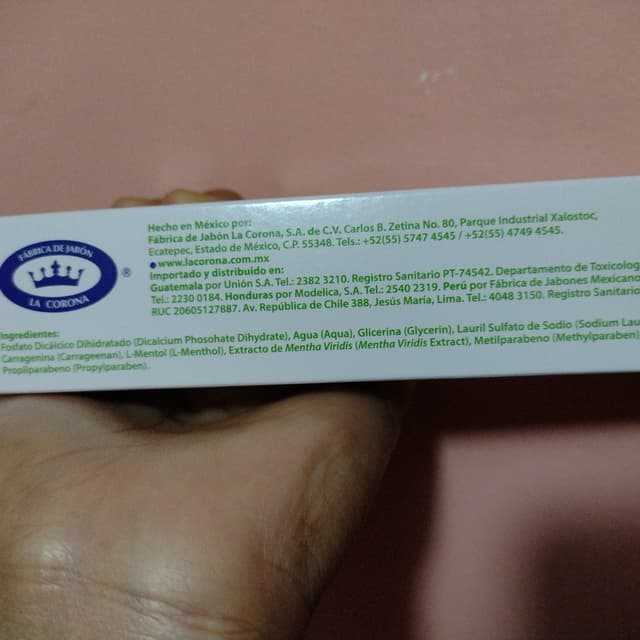 FÁBRICA DE JABÓN
LA CORONA
®
Hecho en México por:
Fábrica de Jabón La Corona, S.A. de C.V. Carlos B. Zetina No. 80, Parque Industrial Xalostoc,
Ecatepec, Estado de México, C.P. 55348. Tels.: +52(55) 5747 4545 / +52(55) 4749 4545.
www.lacorona.com.mx
Importado y distribuido en:
Guatemala por Unión S.A. Tel.: 2382 3210. Registro Sanitario PT-74542. Departamento de Toxicolog
Tel.: 2230 0184. Honduras por Modelica, S.A. Tel.: 2540 2319. Perú por Fábrica de Jabones Mexicano
RUC 20605127887. Av. República de Chile 388, Jesús María, Lima. Tel.: 4048 3150. Registro Sanitario
Ingredientes:
Fosfato Dicálcico Dihidratado (Dicalcium Phosohate Dihydrate), Agua (Aqua), Glicerina (Glycerin), Lauril Sulfato de Sodio (Sodium Lau
Carragenina (Carrageenan), L-Mentol (L-Menthol), Extracto de Mentha Viridis (Mentha Viridis Extract), Metilparabeno (Methylparaben)
Propilparabeno (Propylparaben).